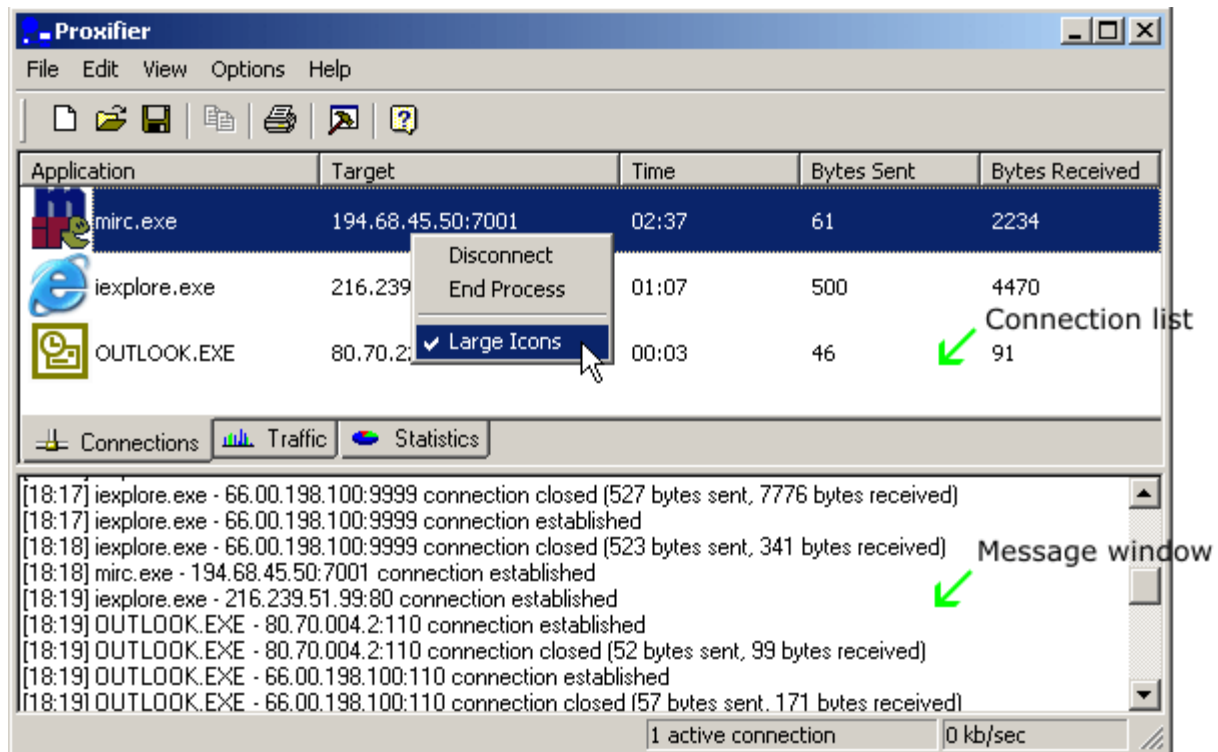 Proxifier
File Edit View Options Help
Application Target Time Bytes Sent Bytes Received
mirc.exe 194.68.45.50:7001 02:37 61 2234
Disconnect
iexplore.exe 216.239 End Process 01:07 500 4470
Connection list
Large Icons
OUTLOOK.EXE 80.70.2 00:03 46 91
Connections Traffic Statistics
[18:17] iexplore.exe - 66.00.198.100:9999 connection closed (527 bytes sent, 7776 bytes received)
[18:17] iexplore.exe - 66.00.198.100:9999 connection established
[18:18] iexplore.exe - 66.00.198.100:9999 connection closed (523 bytes sent, 341 bytes received)
Message window
[18:18] mirc.exe - 194.68.45.50:7001 connection established
[18:19] iexplore.exe - 216.239.51.99:80 connection established
[18:19] OUTLOOK.EXE - 80.70.004.2:110 connection established
[18:19] OUTLOOK.EXE - 80.70.004.2:110 connection closed (52 bytes sent, 99 bytes received)
[18:19] OUTLOOK.EXE - 66.00.198.100:110 connection established
[18:19] OUTLOOK.EXE - 66.00.198.100:110 connection closed (57 bytes sent, 171 bytes received)
1 active connection 0 kb/sec